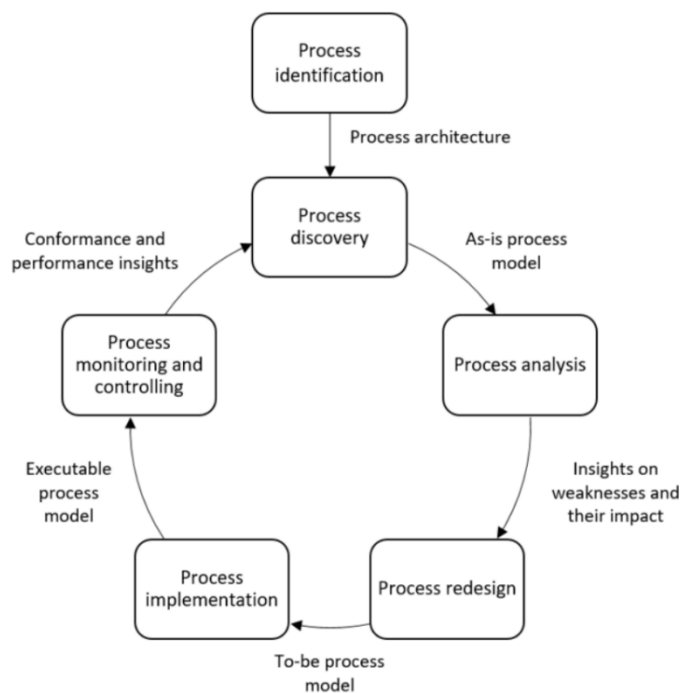 Process
identification
Process architecture
Process
discovery
As-is process
model
Process analysis
Insights on
weaknesses and
their impact
Process redesign
To-be process
model
Process
implementation
Executable
process
model
Process
monitoring and
controlling
Conformance and
performance insights